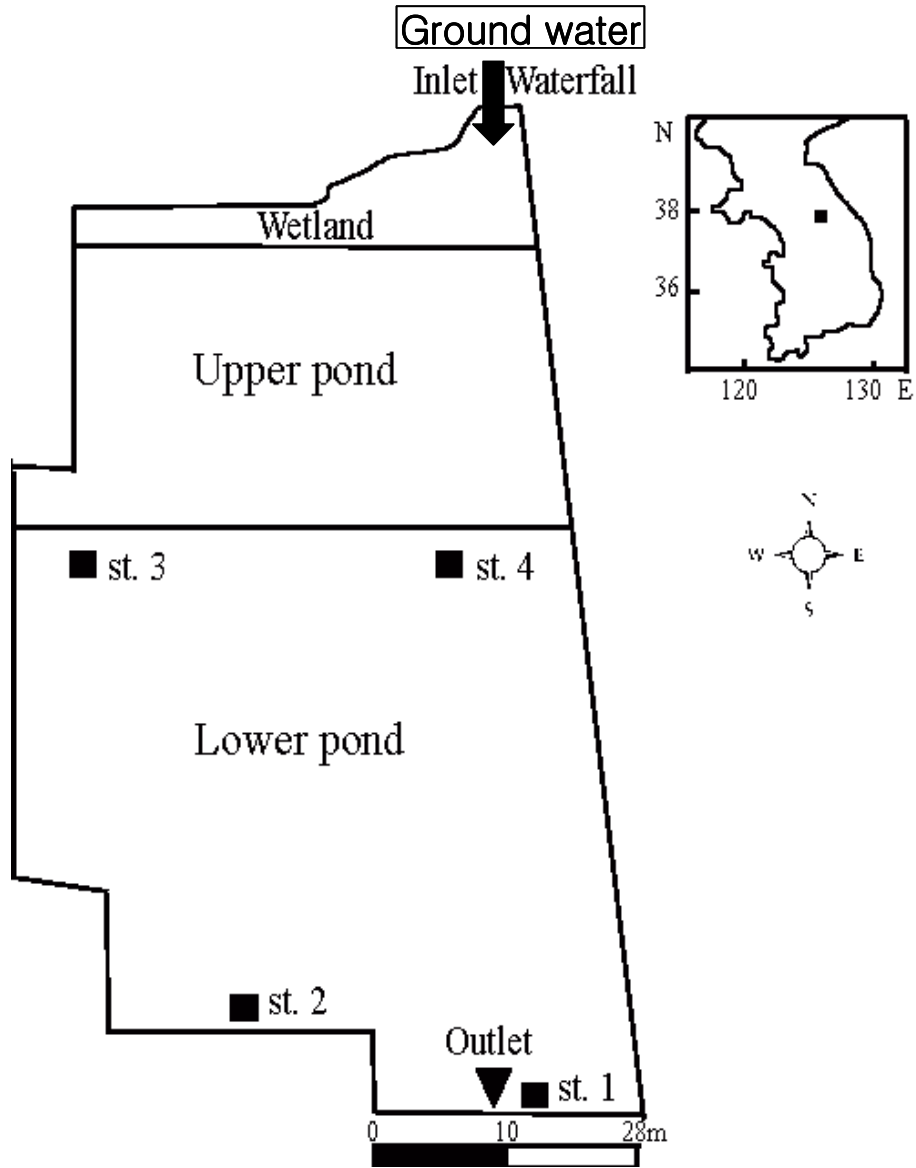 Ground water
Inlet Waterfall
N
38
36
120 130 E
Wetland
Upper pond
N
W E
S
st. 3 st. 4
Lower pond
st. 2
Outlet
st. 1
0 10 28m